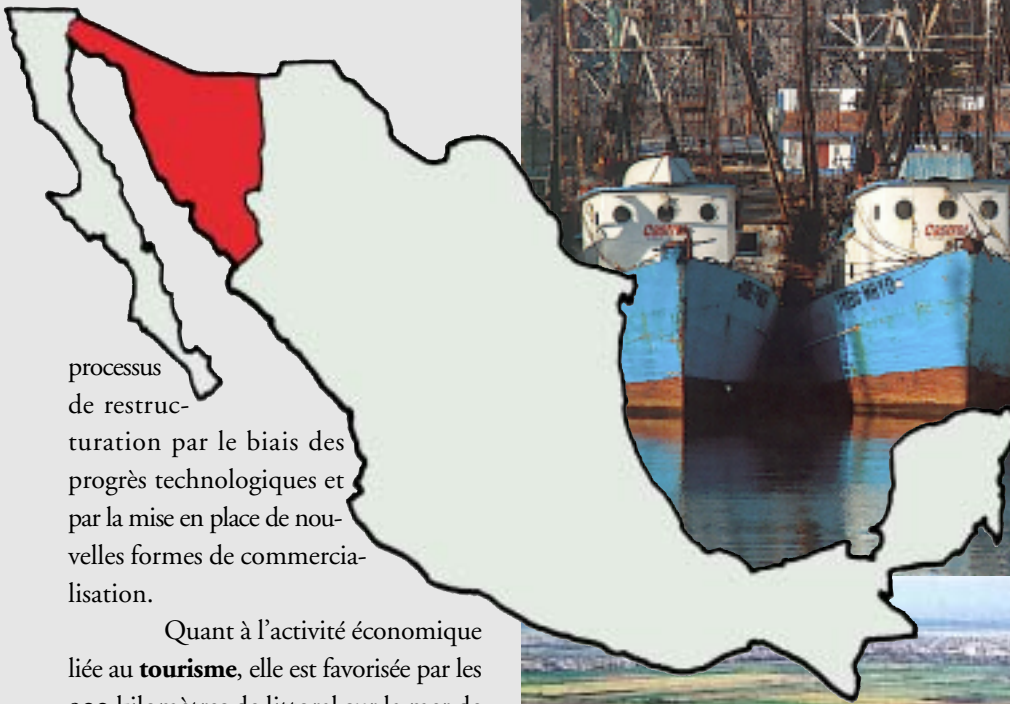 processus
de restruc-
turation par le biais des
progrès technologiques et
par la mise en place de nou-
velles formes de commercia-
lisation.
Quant à l'activité économique
liée au tourisme, elle est favorisée par les
kilomètres de littoral sur la mer de
Castrol
Castrol